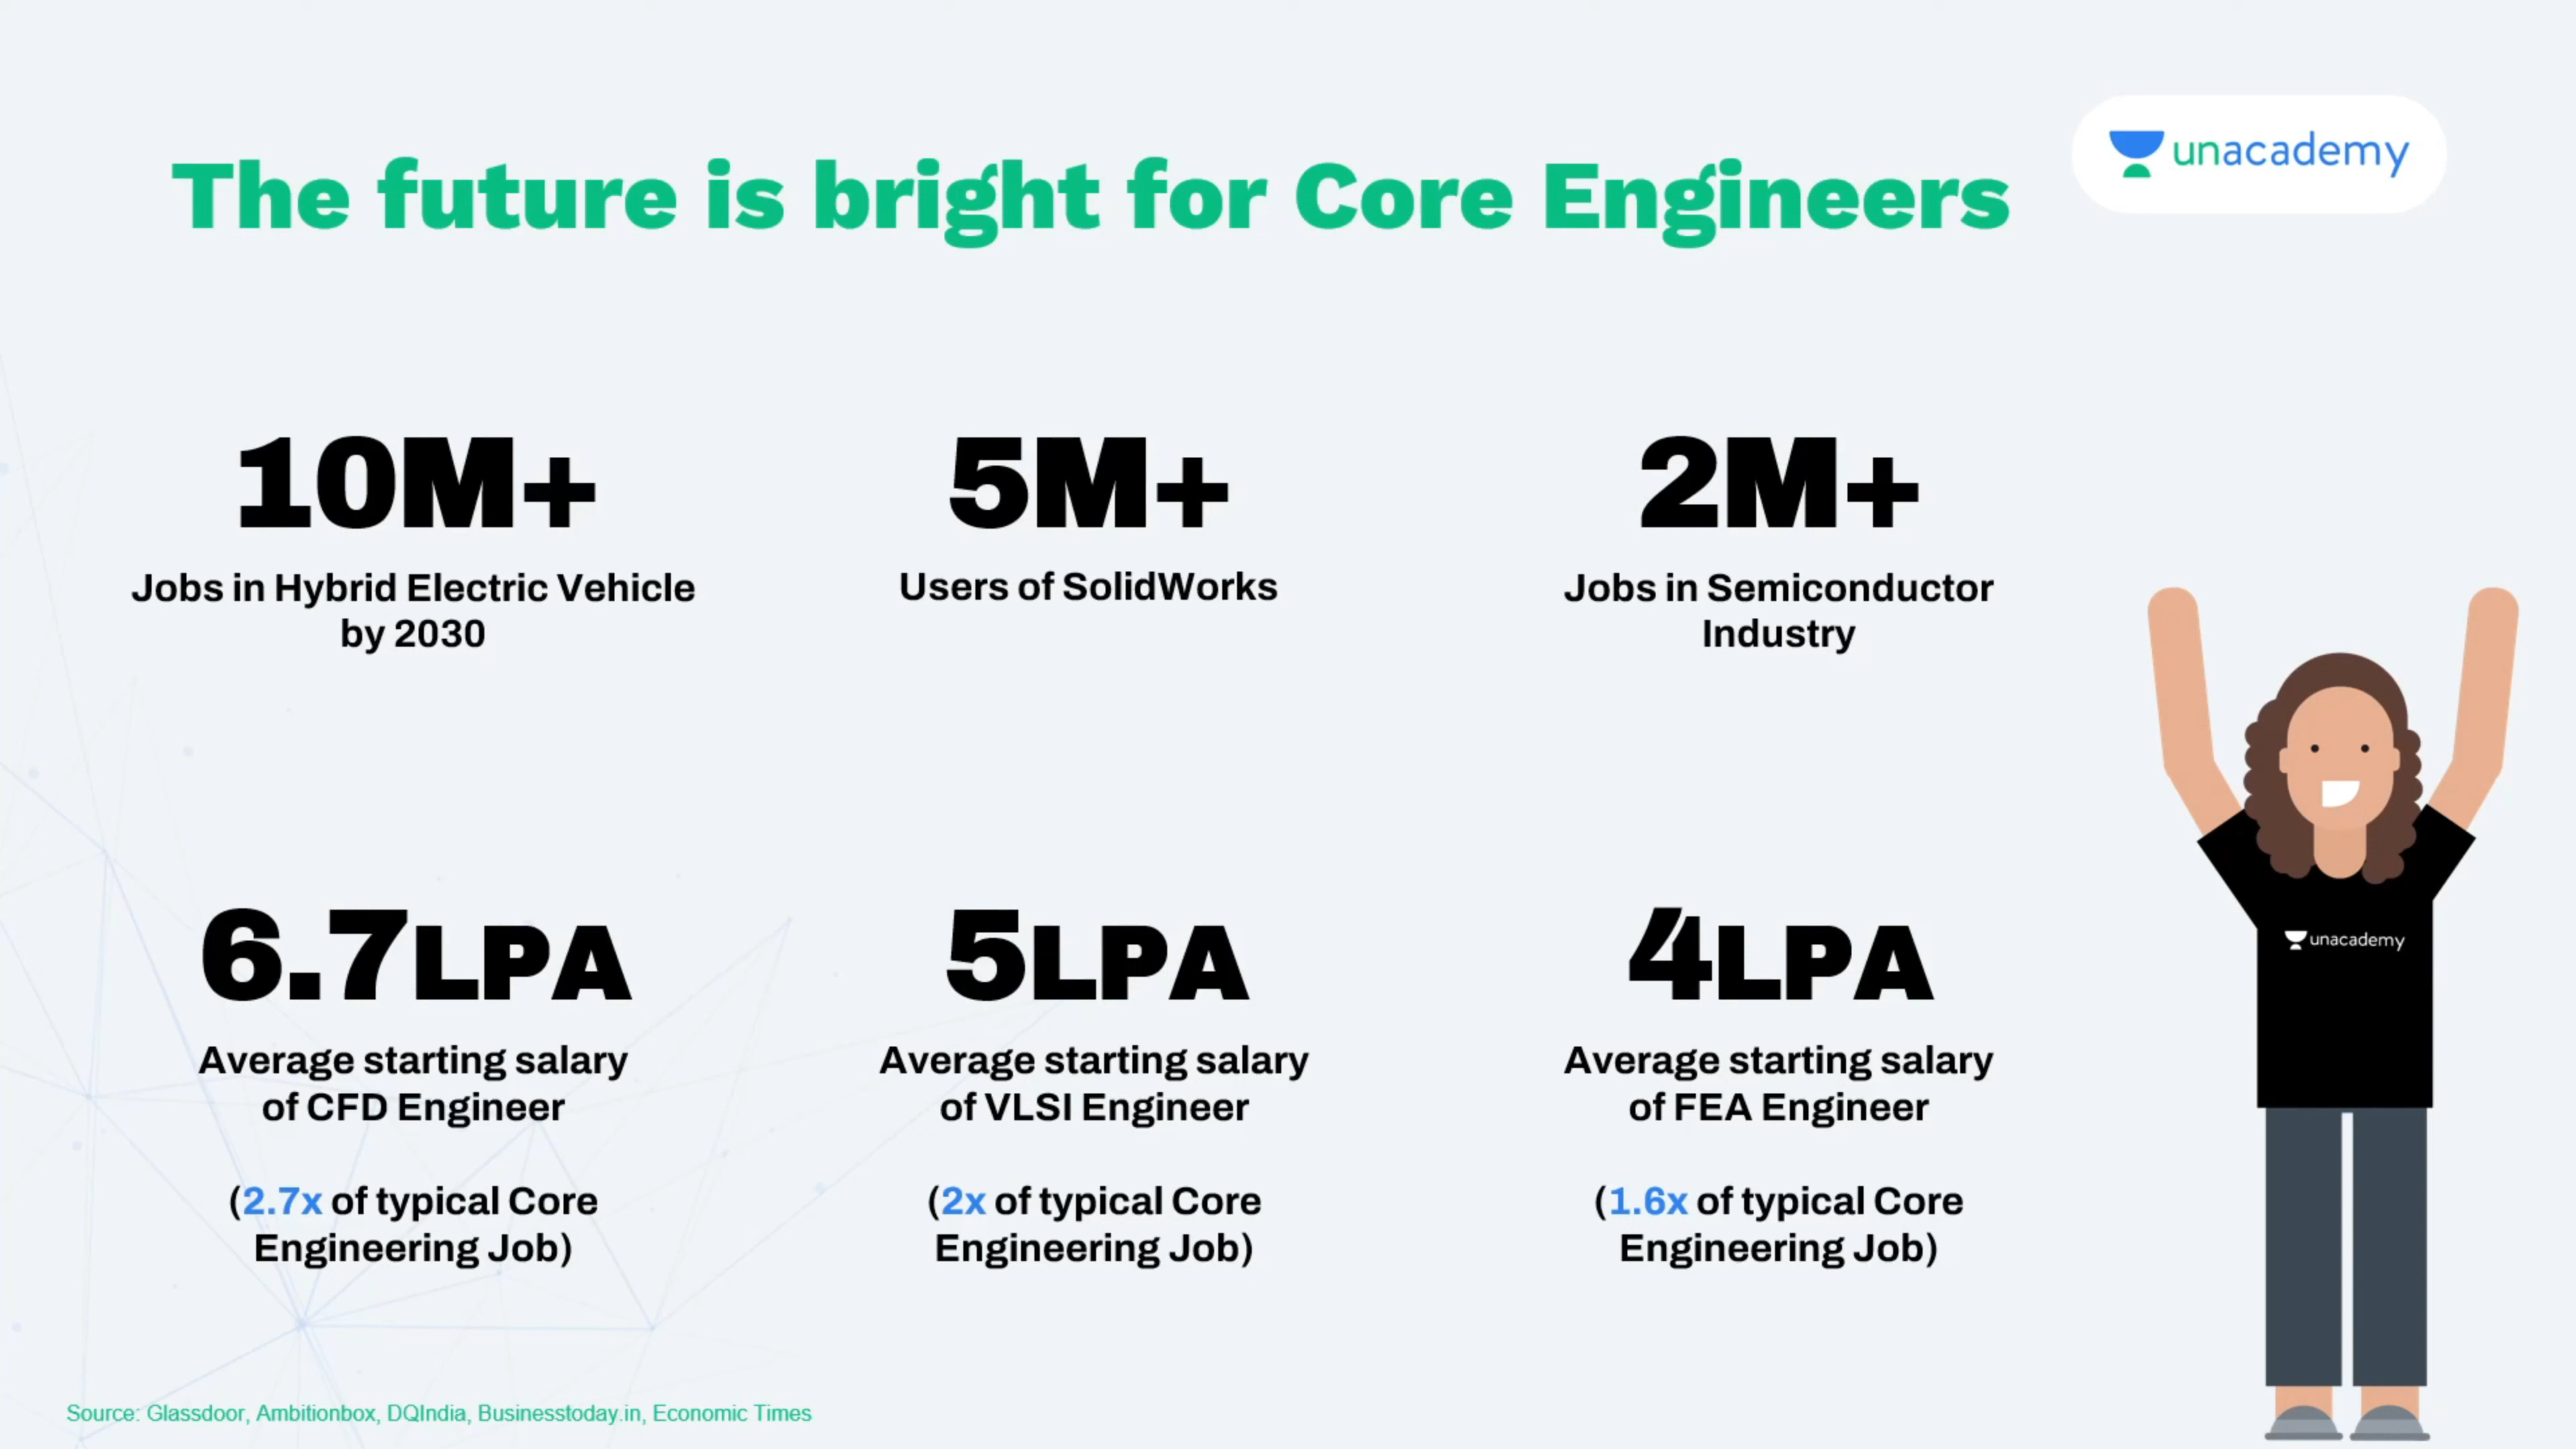 unacademy
The future is bright for Core Engineers
10M+
Jobs in Hybrid Electric Vehicle
by 2030
5M+
Users of SolidWorks
2M+
Jobs in Semiconductor
Industry
6.7LPA
Average starting salary
of CFD Engineer
(2.7x of typical Core
Engineering Job)
5LPA
Average starting salary
of VLSI Engineer
(2x of typical Core
Engineering Job)
4LPA
Average starting salary
of FEA Engineer
(1.6x of typical Core
Engineering Job)
unacademy
Source: Glassdoor, Ambitionbox, DQIndia, Businesstoday.in, Economic Times